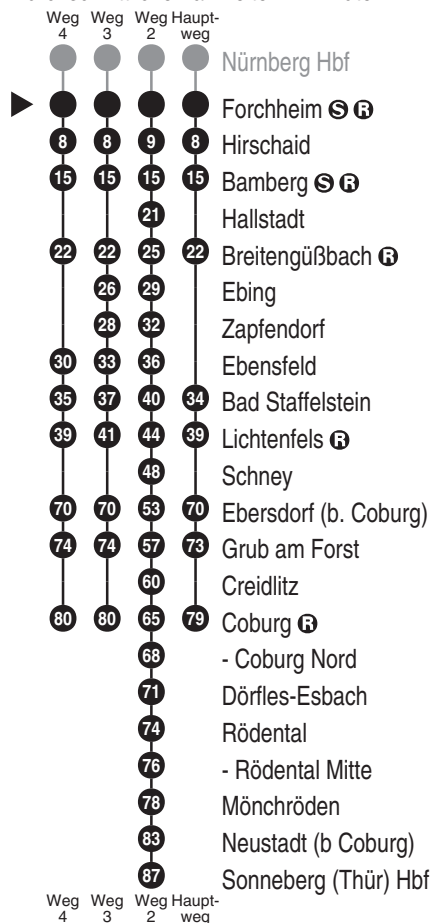 Weg Weg Weg Haupt-
4 3 2 weg
Nürnberg Hbf
Forchheim S R
8 8 9 8 Hirschaid
15 15 15 15 Bamberg S R
21 Hallstadt
22 22 25 22 Breitengüßbach R
26 29 Ebing
28 32 Zapfendorf
30 33 36 Ebensfeld
35 37 40 34 Bad Staffelstein
39 41 44 39 Lichtenfels R
48 Schney
70 70 53 70 Ebersdorf (b. Coburg)
74 74 57 73 Grub am Forst
60 Creidlitz
80 80 65 79 Coburg R
68 - Coburg Nord
71 Dörfles-Esbach
74 Rödental
76 - Rödental Mitte
78 Mönchröden
83 Neustadt (b Coburg)
87 Sonneberg (Thür) Hbf
Weg Weg Weg Haupt-
4 3 2 weg